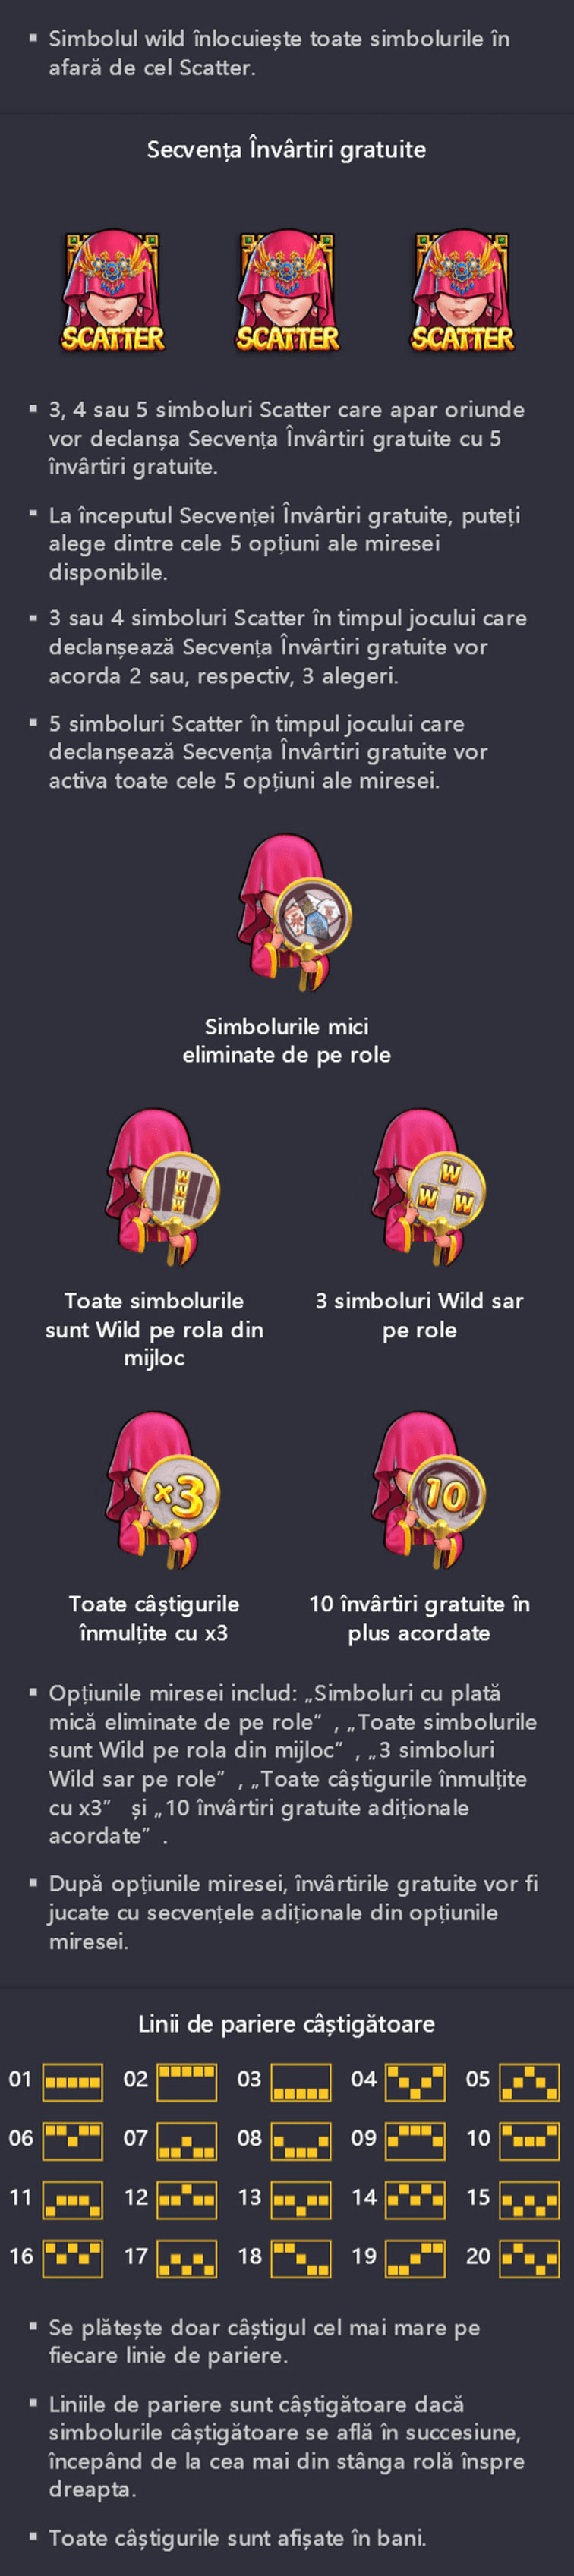 ▪ Simbolul wild înlocuiește toate simbolurile în
afară de cel Scatter.
Secvența Învârtiri gratuite
SCATTER SCATTER SCATTER
▪ 3, 4 sau 5 simboluri Scatter care apar oriunde
vor declanșa Secvența Învârtiri gratuite cu 5
învârtiri gratuite.
▪ La începutul Secvenței Învârtiri gratuite, puteți
alege dintre cele 5 opțiuni ale miresei
disponibile.
▪ 3 sau 4 simboluri Scatter în timpul jocului care
declanșează Secvența Învârtiri gratuite vor
acorda 2 sau, respectiv, 3 alegeri.
▪ 5 simboluri Scatter în timpul jocului care
declanșează Secvența Învârtiri gratuite vor
activa toate cele 5 opțiuni ale miresei.
Simbolurile mici
eliminate de pe role
W
W
W
W
W W
Toate simbolurile
sunt Wild pe rola din
mijloc
3 simboluri Wild sar
pe role
x3
10
Toate câștigurile
înmulțite cu x3
10 învârtiri gratuite în
plus acordate
▪ Opțiunile miresei includ: „Simboluri cu plată
mică eliminate de pe role” , „Toate simbolurile
sunt Wild pe rola din mijloc” , „3 simboluri
Wild sar pe role” , „Toate câștigurile înmulțite
cu x3” și „10 învârtiri gratuite adiționale
acordate” .
▪ După opțiunile miresei, învârtirile gratuite vor fi
jucate cu secvențele adiționale din opțiunile
miresei.
Linii de pariere câștigătoare
01 02 03 04 05
06 07 08 09 10
11 12 13 14 15
16 17 18 19 20
▪ Se plătește doar câștigul cel mai mare pe
fiecare linie de pariere.
▪ Liniile de pariere sunt câștigătoare dacă
simbolurile câștigătoare se află în succesiune,
începând de la cea mai din stânga rolă înspre
dreapta.
▪ Toate câștigurile sunt afișate în bani.